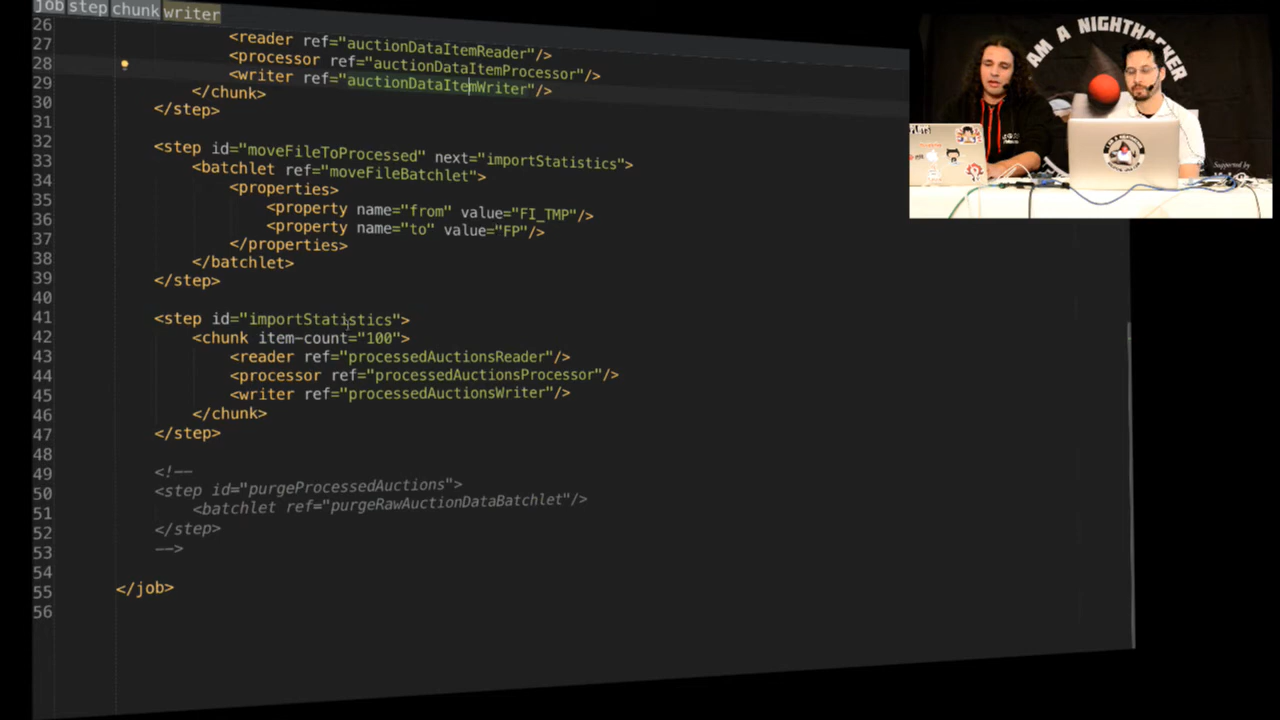 job step chunk writer
26
27 <reader ref="auctionDataItemReader"/>
28 <processor ref="auctionDataItemProcessor"/>
29 <writer ref="auctionDataItemWriter"/>
30 </chunk>
31 </step>
32
33 <step id="moveFileToProcessed" next="importStatistics">
34 <batchlet ref="moveFileBatchlet">
35 <properties>
36 <property name="from" value="FI_TMP"/>
37 <property name="to" value="FP"/>
38 </properties>
39 </batchlet>
40 </step>
41
42 <step id="importStatistics">
43 <chunk item-count="100">
44 <reader ref="processedAuctionsReader"/>
45 <processor ref="processedAuctionsProcessor"/>
46 <writer ref="processedAuctionsWriter"/>
47 </chunk>
48 </step>
49
50 <!--
51 <step id="purgeProcessedAuctions">
52 <batchlet ref="purgeRawAuctionDataBatchlet"/>
53 </step>
54 -->
55
56 </job>
AM A NIGHTHACKER
Supported by